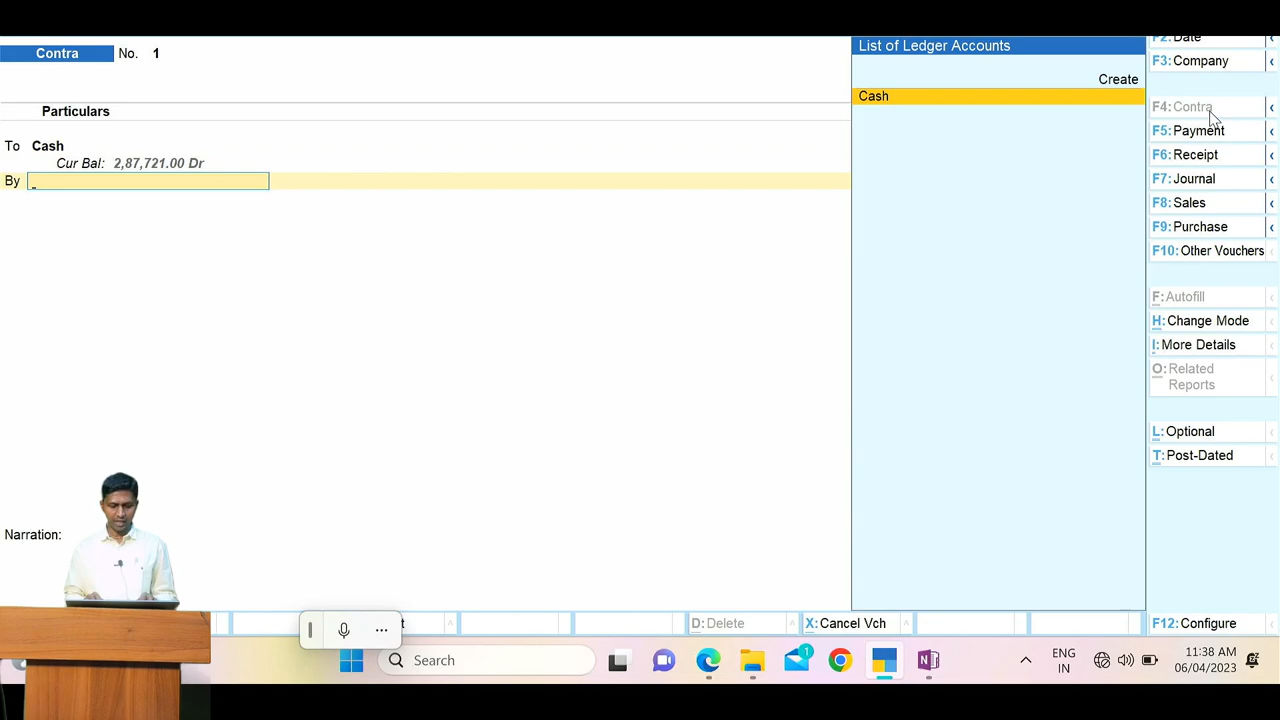 Contra No. 1
Particulars
To Cash
Cur Bal: 2,87,721.00 Dr
By
Narration:
List of Ledger Accounts
Create
Cash
F2: Date
F3: Company
F4: Contra
F5: Payment
F6: Receipt
F7: Journal
F8: Sales
F9: Purchase
F10: Other Vouchers
F: Autofill
H: Change Mode
I: More Details
O: Related
Reports
L: Optional
T: Post-Dated
D: Delete
X: Cancel Vch
F12: Configure
Search
1
ENG
IN
11:38 AM
06/04/2023